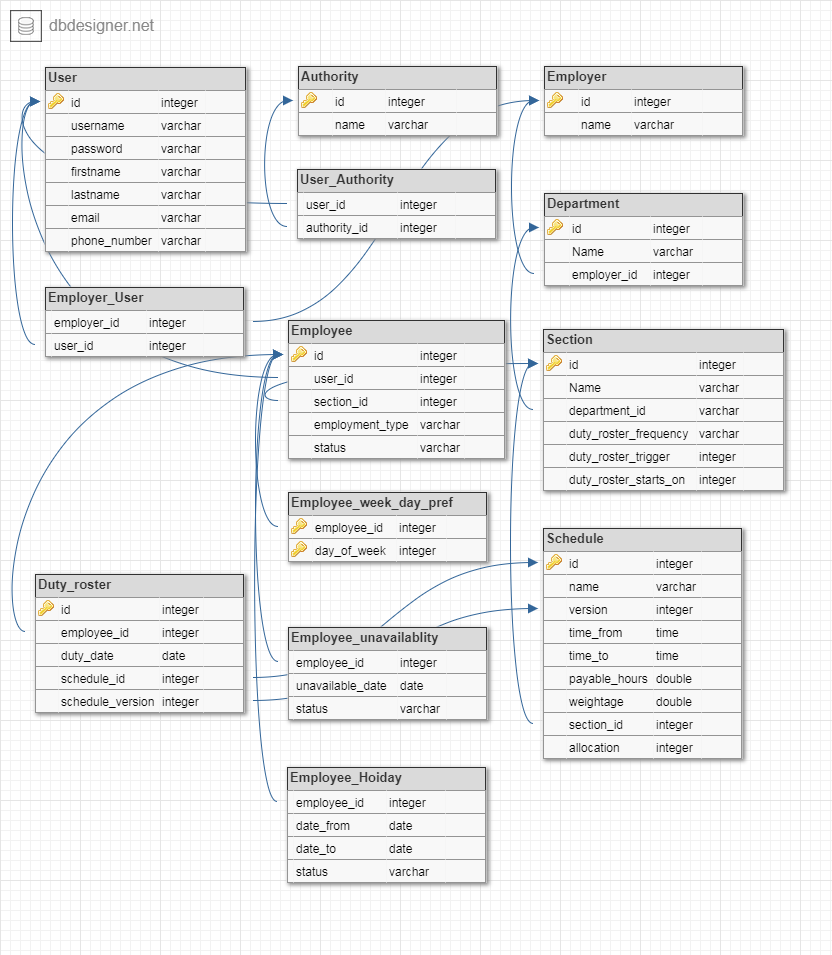 dbdesigner.net
User
id integer
username varchar
password varchar
firstname varchar
lastname varchar
email varchar
phone_number varchar
Authority
id integer
name varchar
Employer
id integer
name varchar
User_Authority
user_id integer
authority_id integer
Department
id integer
Name varchar
employer_id integer
Employer_User
employer_id integer
user_id integer
Employee
id integer
user_id integer
section_id integer
employment_type varchar
status varchar
Section
id integer
Name varchar
department_id varchar
duty_roster_frequency varchar
duty_roster_trigger integer
duty_roster_starts_on integer
Employee_week_day_pref
employee_id integer
day_of_week integer
Schedule
id integer
name varchar
version integer
time_from time
time_to time
payable_hours double
weightage double
section_id integer
allocation integer
Duty_roster
id integer
employee_id integer
duty_date date
schedule_id integer
schedule_version integer
Employee_unavailablity
employee_id integer
unavailable_date date
status varchar
Employee_Hoiday
employee_id integer
date_from date
date_to date
status varchar